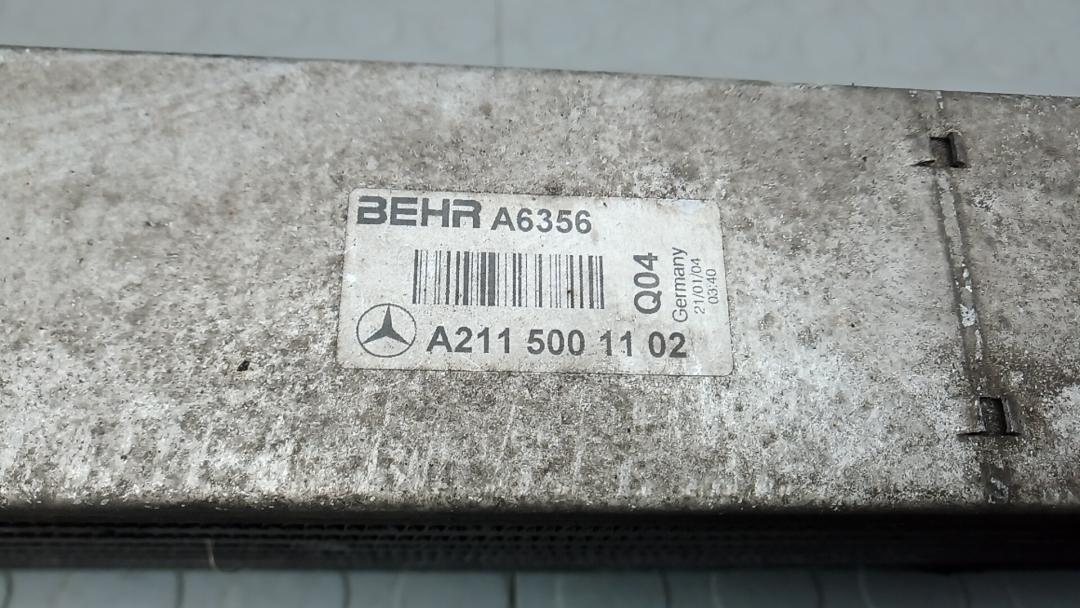 BEHR A6356
A211 500 11 02
Q04
Germany
21/01/04
03:40